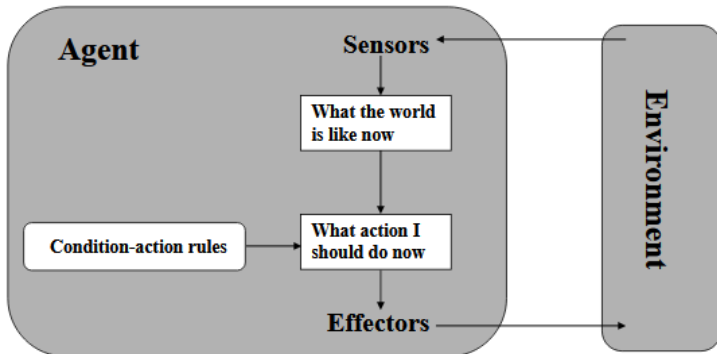 Agent
Sensors
What the world
is like now
Environment
Condition-action rules
What action I
should do now
Effectors